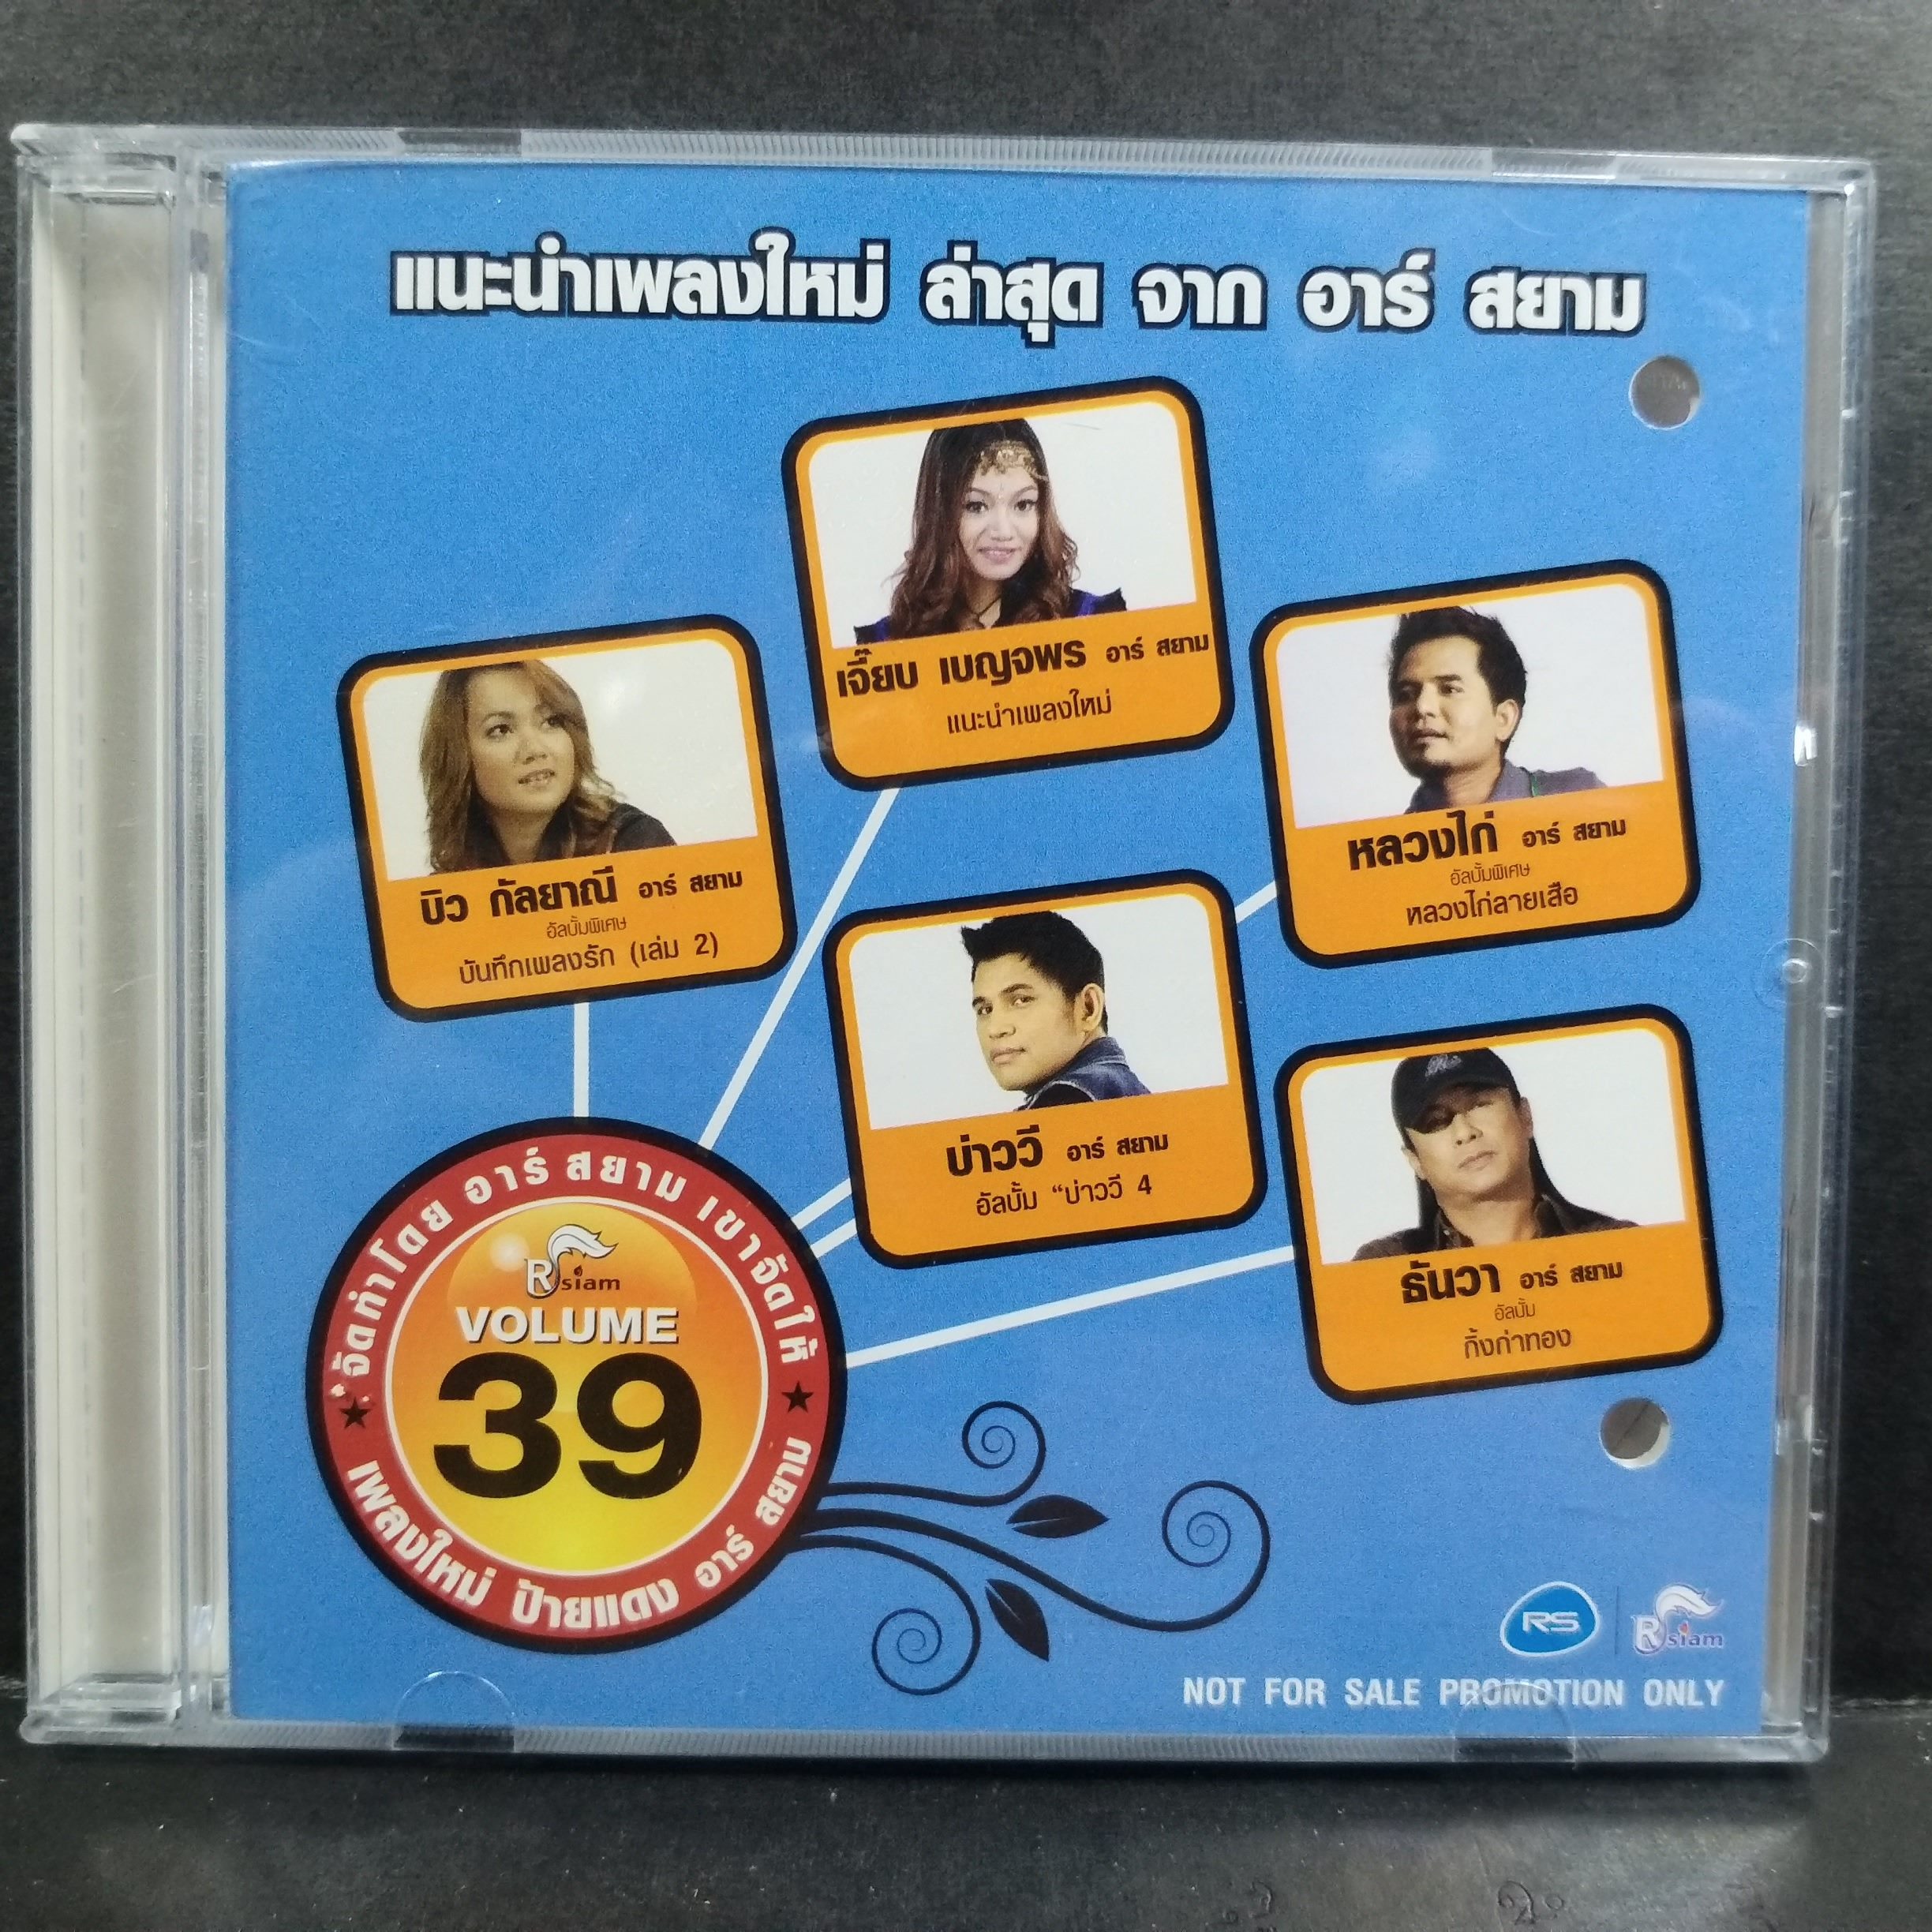 แนะนำเพลงใหม่ ล่าสุด จาก อาร์ สยาม
เจี๊ยบ เบญจพร อาร์ สยาม
แนะนำเพลงใหม่
บิว กัลยาณี อาร์ สยาม
อัลบั้มพิเศษ
บันทึกเพลงรัก (เล่ม 2)
หลวงไก่ อาร์ สยาม
อัลบั้มพิเศษ
หลวงไก่ลายเสือ
บ่าววี อาร์ สยาม
อัลบั้ม “บ่าววี 4
ธันวา อาร์ สยาม
อัลบั้ม
กิ้งก่าทอง
จัดทำโดย อาร์ สยาม เขาจัดให้
Rsiam
VOLUME
39
เพลงใหม่ ป้ายแดง อาร์ สยาม
RS Rsiam
NOT FOR SALE PROMOTION ONLY